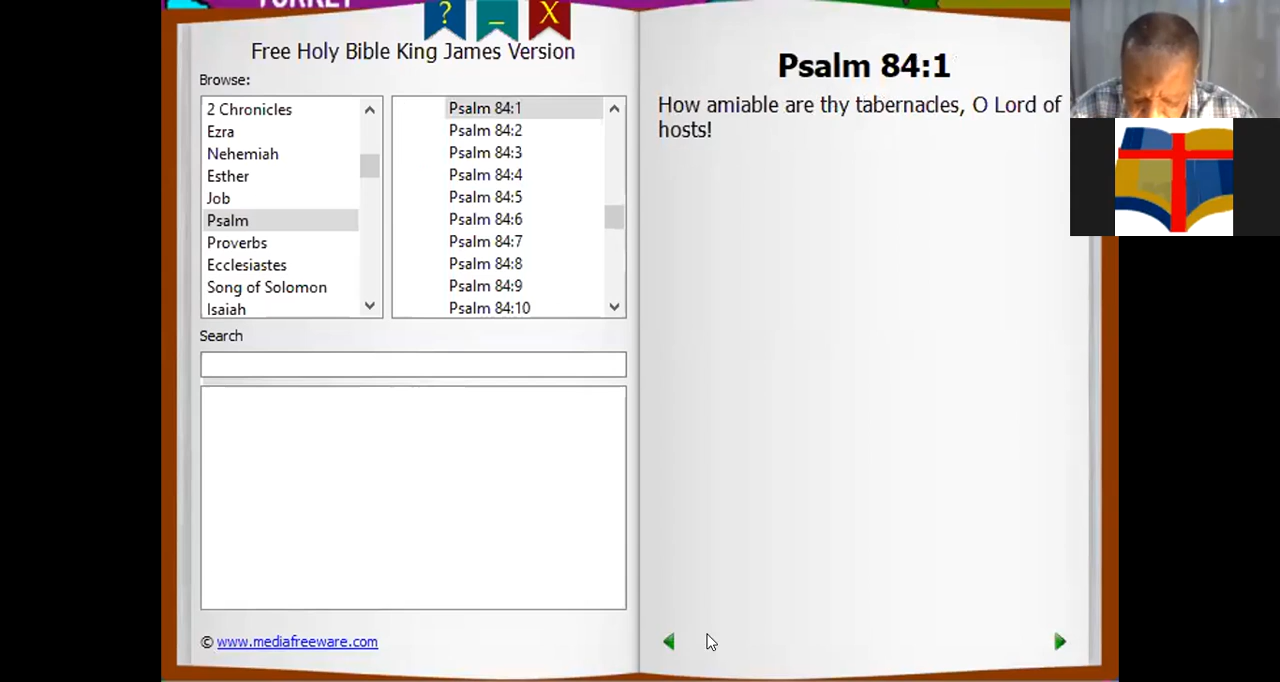 TURKEY
? _ X
Free Holy Bible King James Version
Browse:
2 Chronicles
Ezra
Nehemiah
Esther
Job
Psalm
Proverbs
Ecclesiastes
Song of Solomon
Isaiah
Psalm 84:1
Psalm 84:2
Psalm 84:3
Psalm 84:4
Psalm 84:5
Psalm 84:6
Psalm 84:7
Psalm 84:8
Psalm 84:9
Psalm 84:10
Search
© www.mediafreeware.com
Psalm 84:1
How amiable are thy tabernacles, O Lord of
hosts!